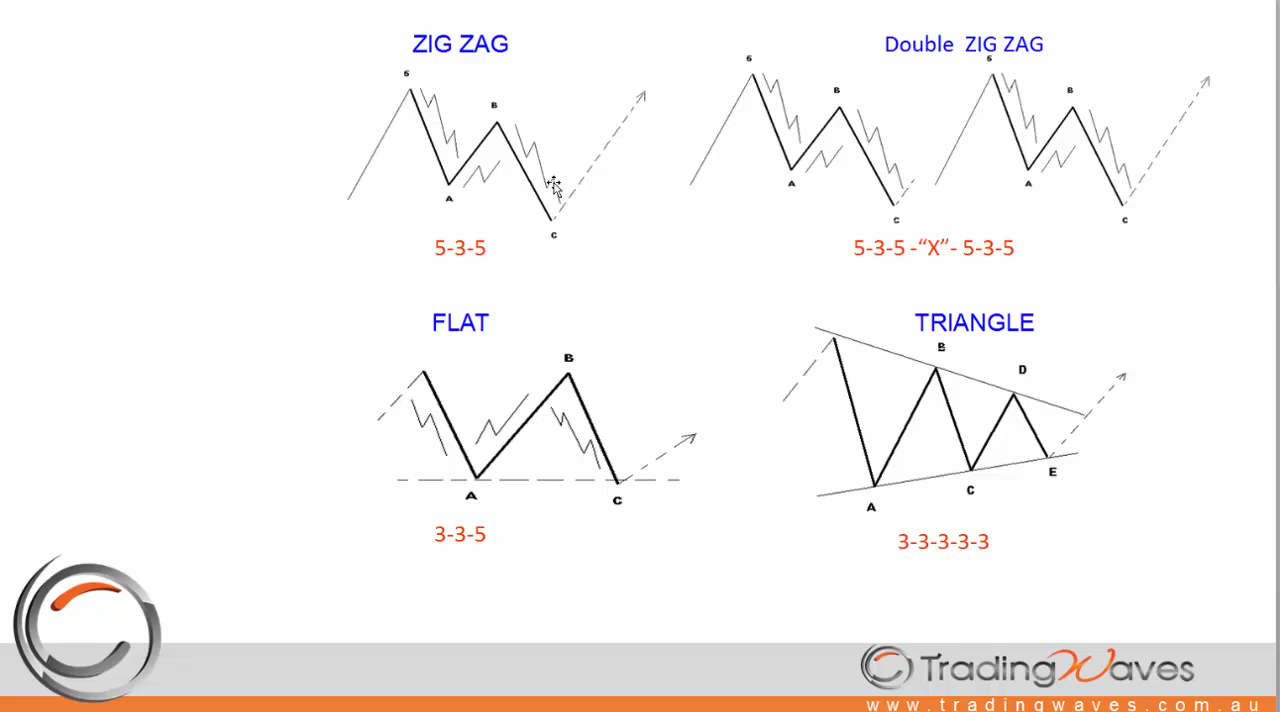 ZIG ZAG
5
B
A
C
5-3-5
Double ZIG ZAG
5
B
A
C
5
B
A
C
5-3-5 -“X”- 5-3-5
FLAT
B
A
C
3-3-5
TRIANGLE
B
D
A
C
E
3-3-3-3-3
TradingWaves
www.tradingwaves.com.au